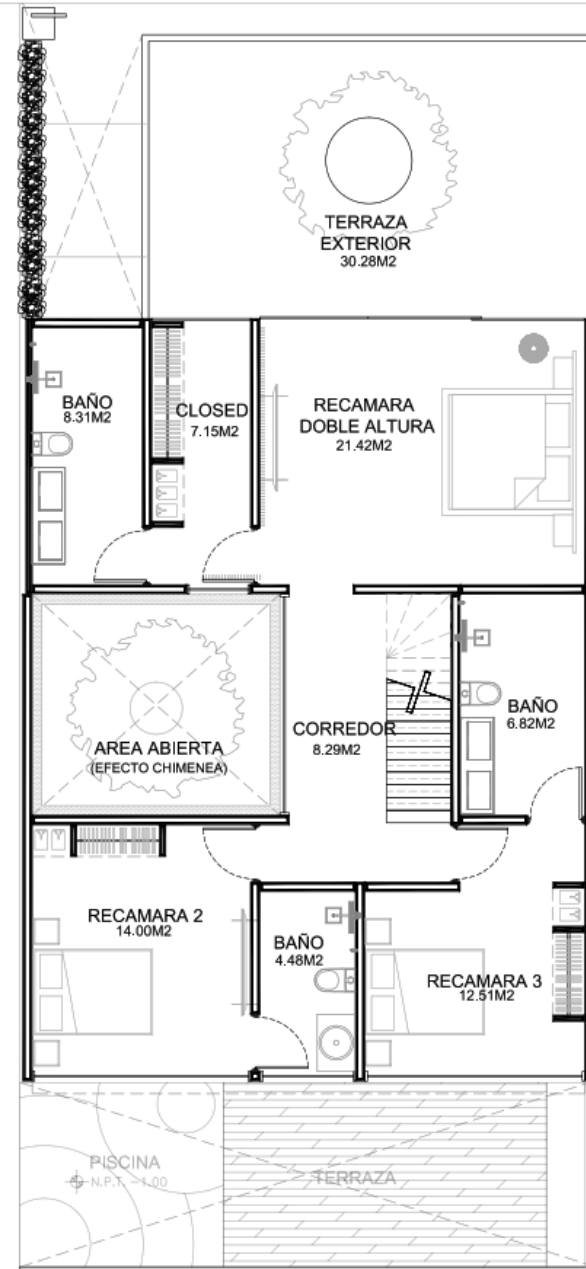 TERRAZA
EXTERIOR
30.28M2
BAÑO
8.31M2
CLOSED
7.15M2
RECAMARA
DOBLE ALTURA
21.42M2
AREA ABIERTA
(EFECTO CHIMENEA)
CORREDOR
8.29M2
BAÑO
6.82M2
RECAMARA 2
14.00M2
BAÑO
4.48M2
RECAMARA 3
12.51M2
PISCINA
N.P.T. -1.00
TERRAZA